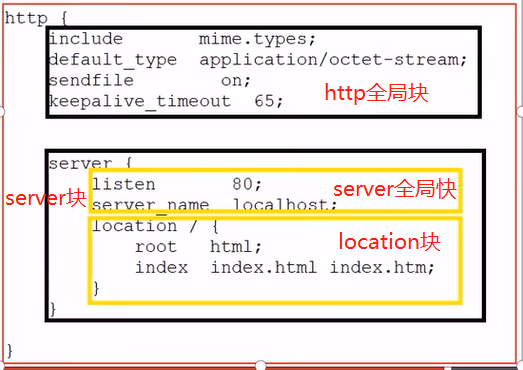 http {
include mime.types;
default_type application/octet-stream;
sendfile on;
keepalive_timeout 65;
http全局块
server {
listen 80;
server全局快
server块
server_name localhost;
location / {
location块
root html;
index index.html index.htm;
}
}
}